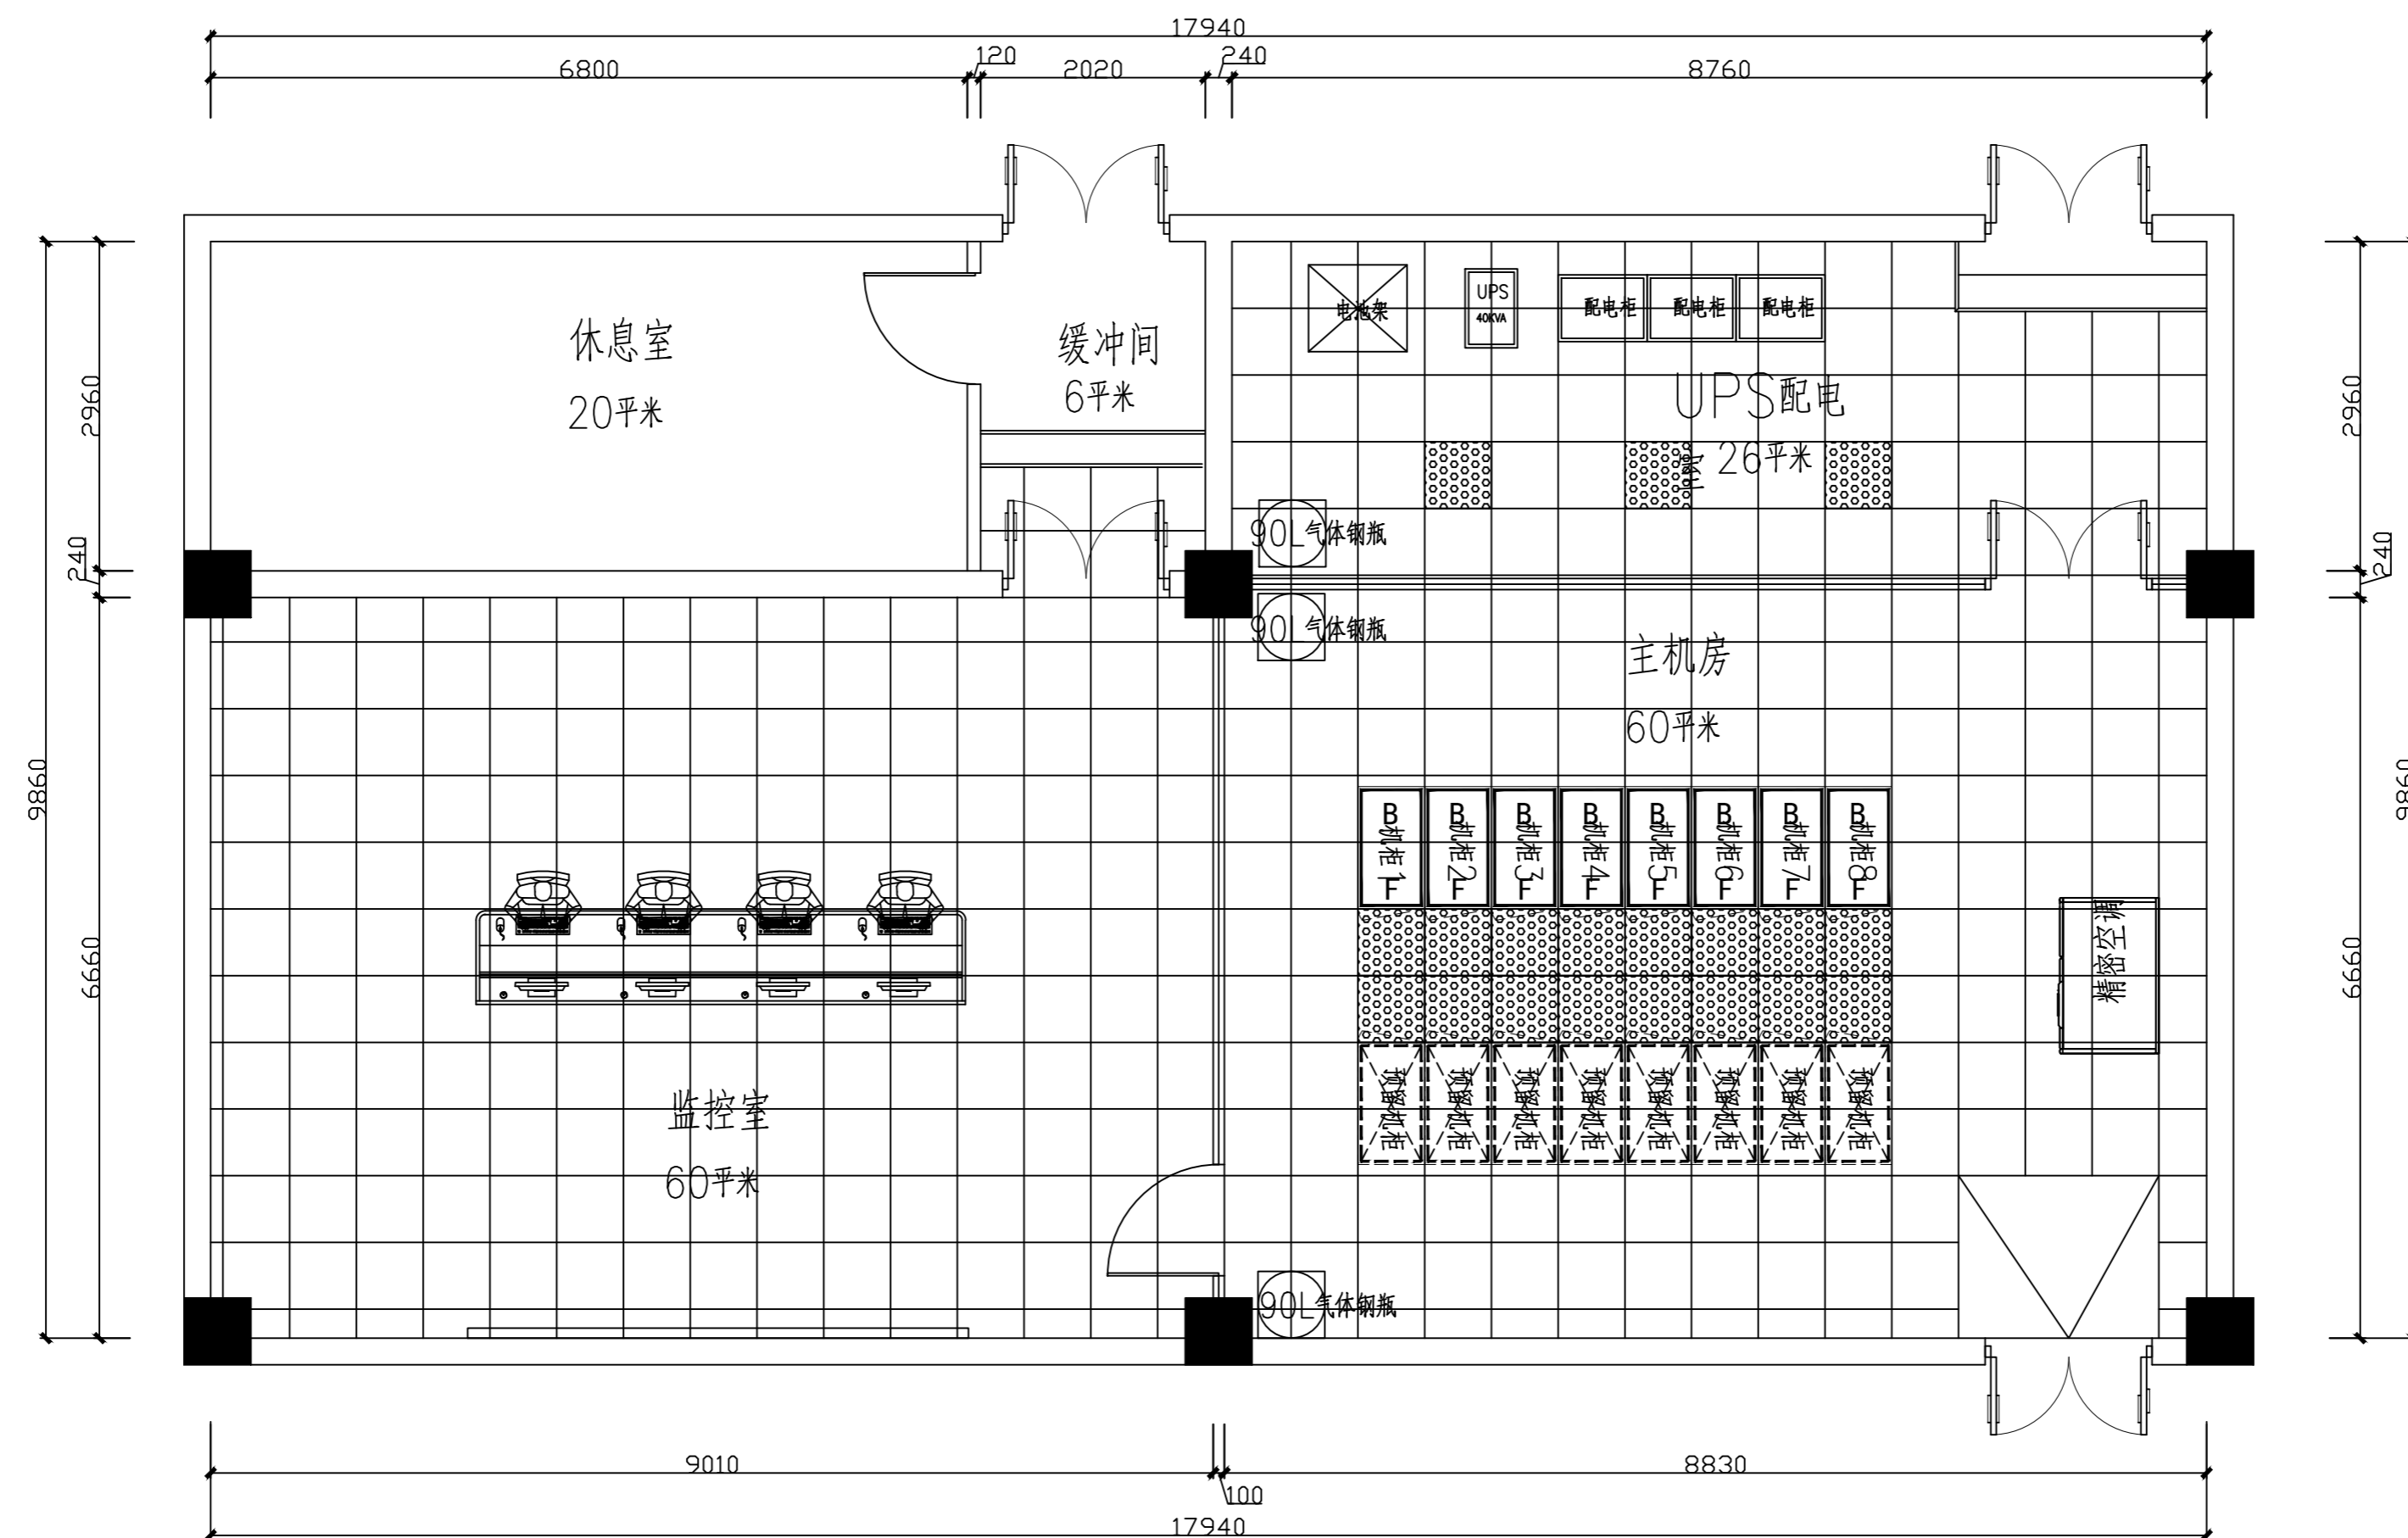 17940
6800
120
2020
240
8760
休息室
20平米
缓冲间
6平米
电池架
UPS
40KVA
配电柜
配电柜
配电柜
UPS配电
室 26平米
2960
240
9860
6660
2960
240
9860
6660
90L气体钢瓶
90L气体钢瓶
主机房
60平米
B
机柜1
F
B
机柜2
F
B
机柜3
F
B
机柜4
F
B
机柜5
F
B
机柜6
F
B
机柜7
F
B
机柜8
F
精密空调
预留机柜
预留机柜
预留机柜
预留机柜
预留机柜
预留机柜
预留机柜
预留机柜
监控室
60平米
90L气体钢瓶
9010
100
8830
17940